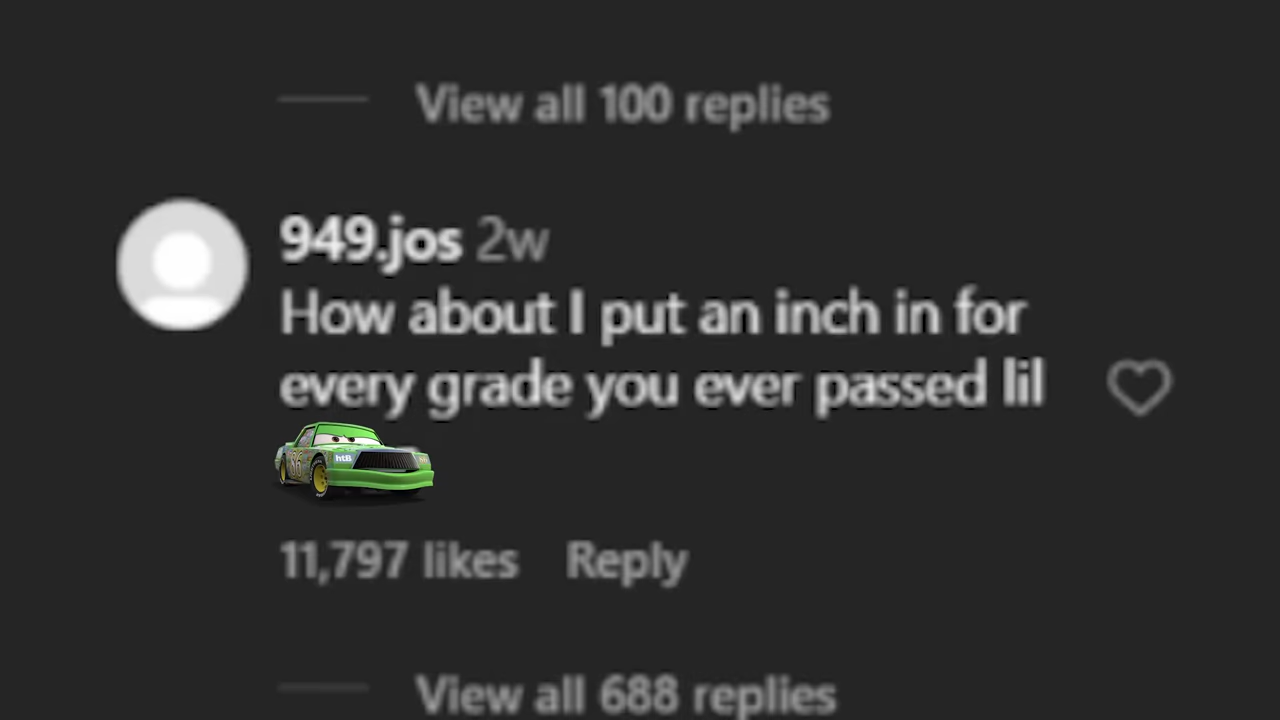 View all 100 replies
949.jos 2w
How about I put an inch in for
every grade you ever passed lil
htB
11,797 likes Reply
View all 688 replies